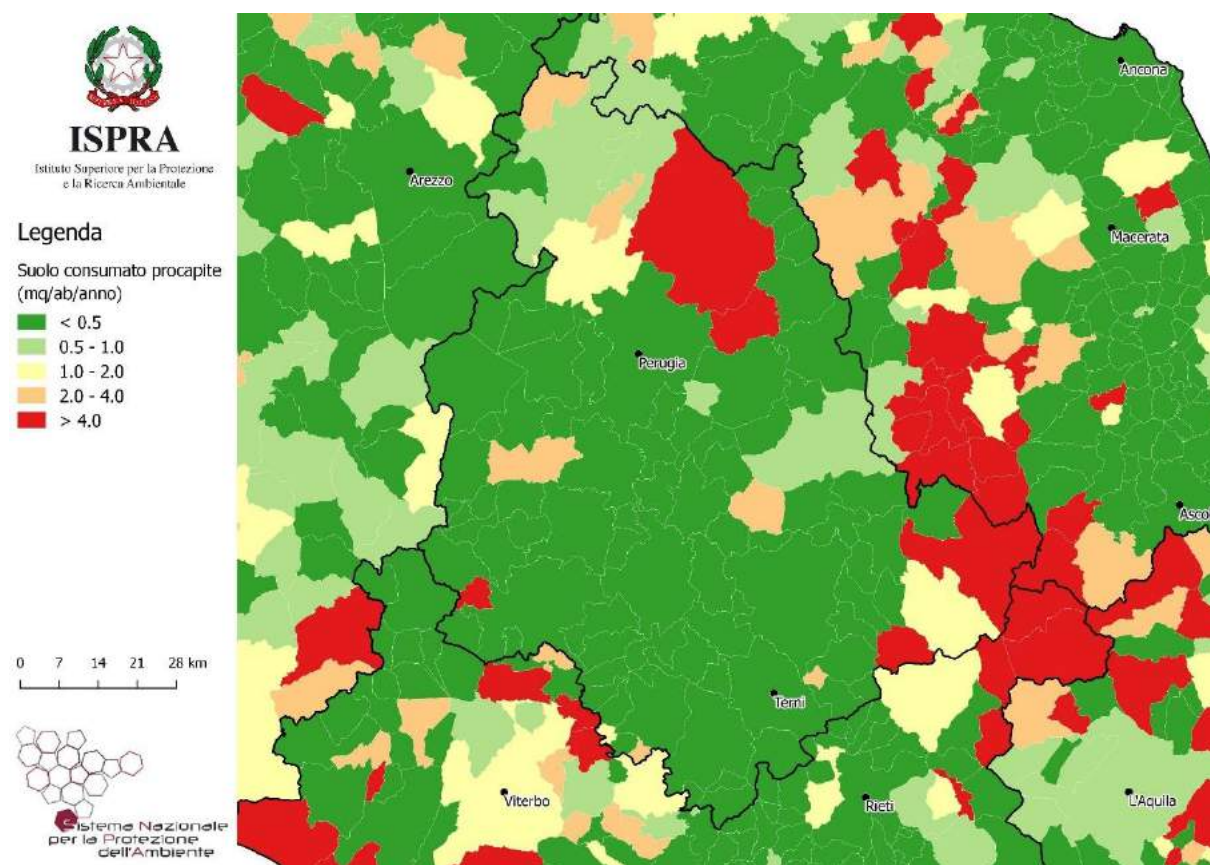 ISPRA
Istituto Superiore per la Protezione
e la Ricerca Ambientale
Legenda
Suolo consumato procapite
(mq/ab/anno)
< 0.5
0.5 - 1.0
1.0 - 2.0
2.0 - 4.0
> 4.0
0 7 14 21 28 km
Sistema Nazionale
per la Protezione
dell'Ambiente
Ancona
Arezzo
Macerata
Perugia
Asco
Terni
Viterbo
Rieti
L'Aquila